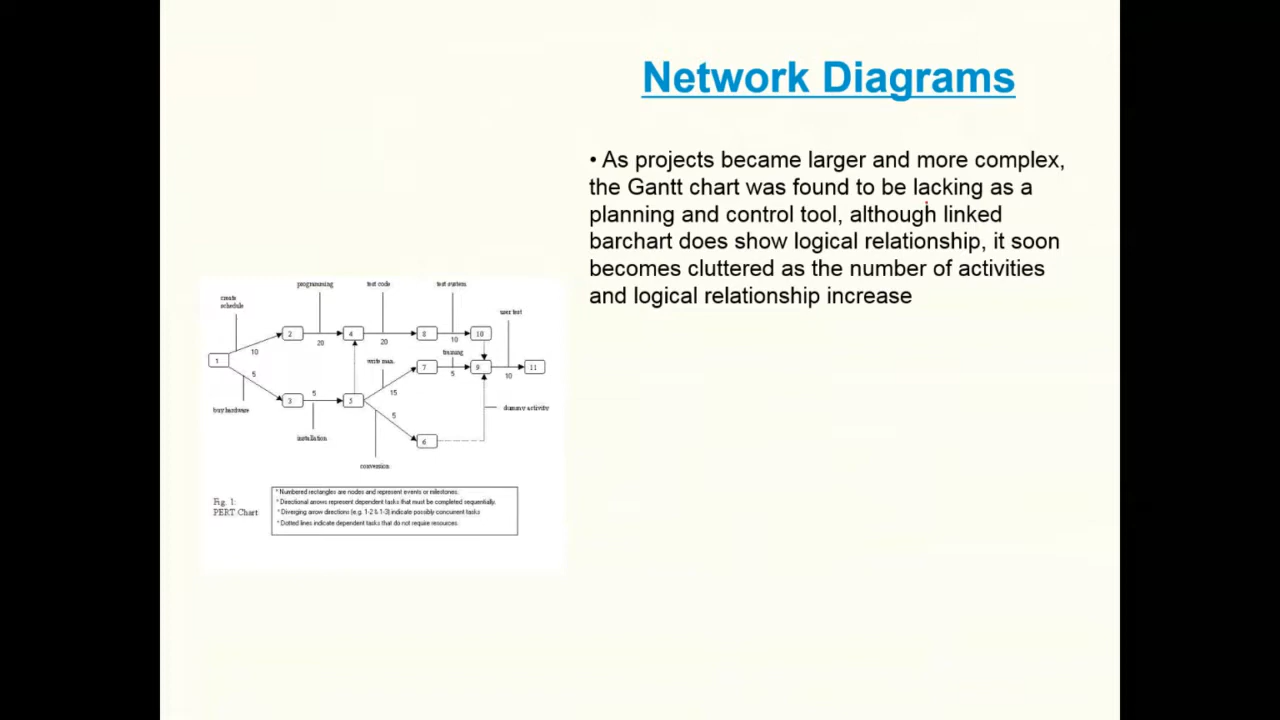 Network Diagrams
• As projects became larger and more complex,
the Gantt chart was found to be lacking as a
planning and control tool, although linked
barchart does show logical relationship, it soon
becomes cluttered as the number of activities
and logical relationship increase
create
schedule
programming
test code
test system
user test
2
4
8
10
1
10
20
20
10
training
write man.
7
9
11
5
5
10
5
15
3
5
5
dummy activity
buy hardware
installation
6
conversion
Fig. 1:
PERT Chart
* Numbered rectangles are nodes and represent events or milestones.
* Directional arrows represent dependent tasks that must be completed sequentially.
* Diverging arrow directions (e.g. 1-2 & 1-3) indicate possibly concurrent tasks
* Dotted lines indicate dependent tasks that do not require resources.